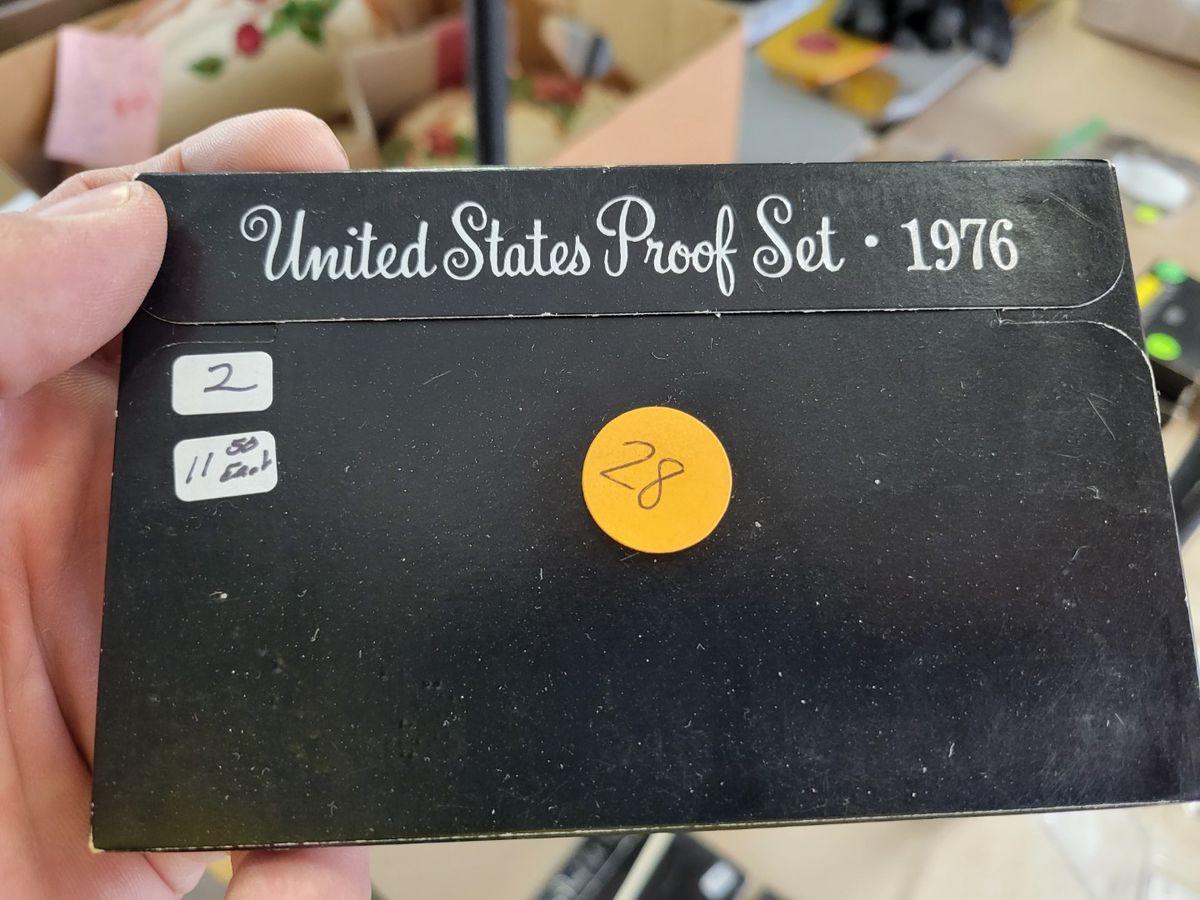 United States Proof Set · 1976
2
11 50 Each
28